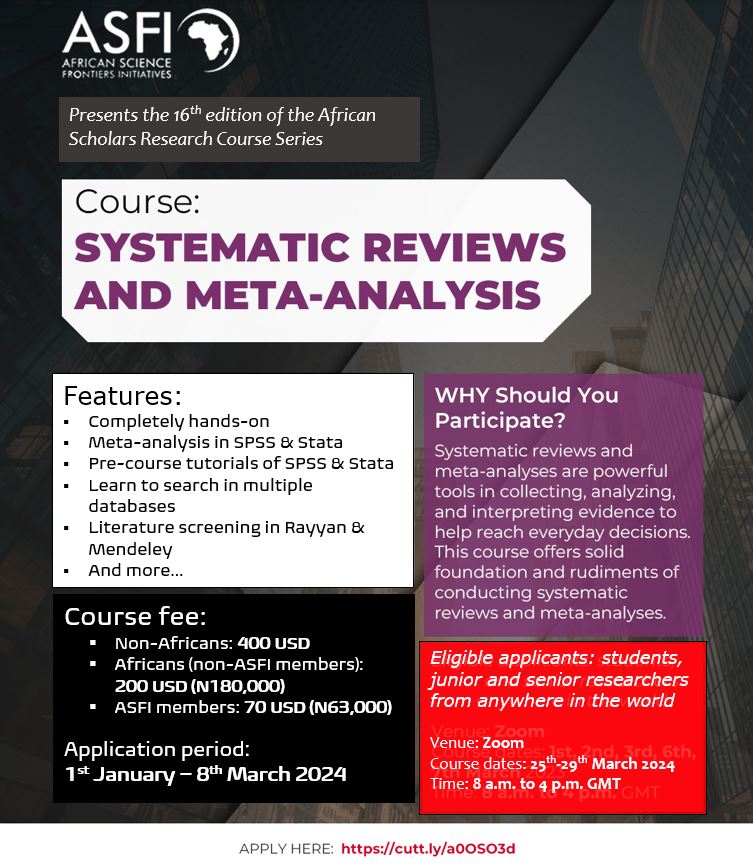 ASFI
AFRICAN SCIENCE
FRONTIERS INITIATIVES
Presents the 16th edition of the African
Scholars Research Course Series
Course:
SYSTEMATIC REVIEWS
AND META-ANALYSIS
Features:
▪ Completely hands-on
▪ Meta-analysis in SPSS & Stata
▪ Pre-course tutorials of SPSS & Stata
▪ Learn to search in multiple
databases
▪ Literature screening in Rayyan &
Mendeley
▪ And more...
WHY Should You
Participate?
Systematic reviews and
meta-analyses are powerful
tools in collecting, analyzing,
and interpreting evidence to
help reach everyday decisions.
This course offers solid
foundation and rudiments of
conducting systematic
reviews and meta-analyses.
Course fee:
▪ Non-Africans: 400 USD
▪ Africans (non-ASFI members):
200 USD (N180,000)
▪ ASFI members: 70 USD (N63,000)
Application period:
1st January – 8th March 2024
Eligible applicants: students,
junior and senior researchers
from anywhere in the world
Venue: Zoom
Course dates: 25th-29th March 2024
Time: 8 a.m. to 4 p.m. GMT
APPLY HERE: https://cutt.ly/a0OSO3d